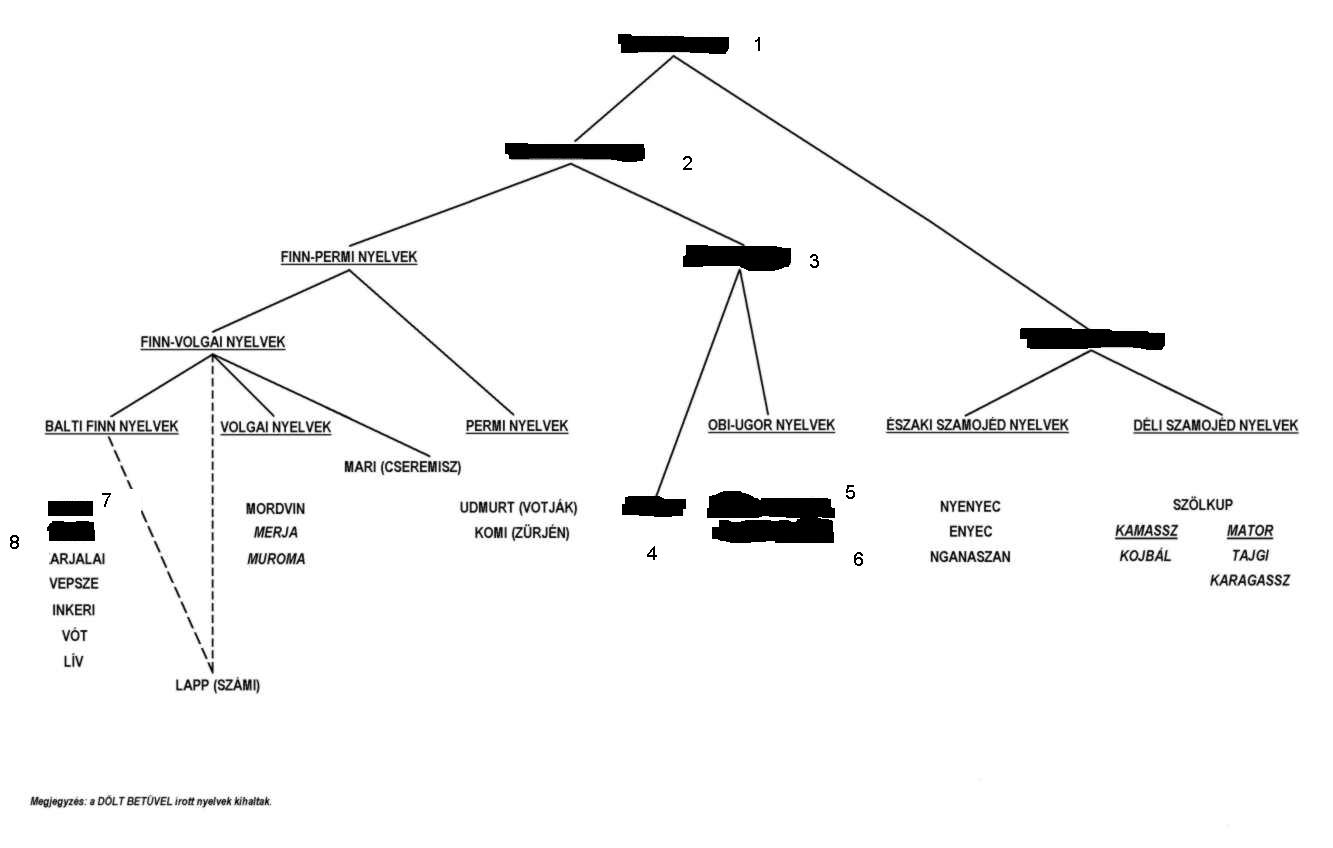 1
2
FINN-PERMI NYELVEK
3
FINN-VOLGAI NYELVEK
BALTI FINN NYELVEK
VOLGAI NYELVEK
PERMI NYELVEK
OBI-UGOR NYELVEK
ÉSZAKI SZAMOJÉD NYELVEK
DÉLI SZAMOJÉD NYELVEK
MARI (CSEREMISZ)
7
8
ARJALAI
VEPSZE
INKERI
VÓT
LÍV
LAPP (SZÁMI)
MORDVIN
MERJA
MUROMA
UDMURT (VOTJÁK)
KOMI (ZÜRJÉN)
4
5
6
NYENYEC
ENYEC
NGANASZAN
SZÖLKUP
KAMASSZ
KOJBÁL
MATOR
TAJGI
KARAGASSZ
Megjegyzés: a DŐLT BETŰVEL írott nyelvek kihaltak.